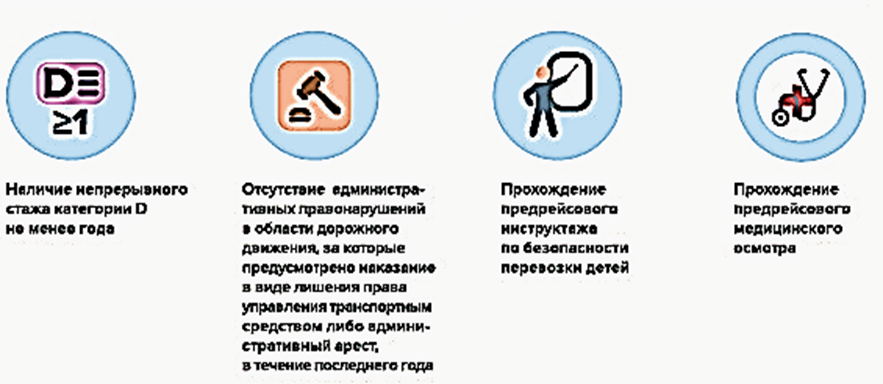 D
≥1
Наличие непрерывного
стажа категории D
не менее года
Отсутствие администра-
тивных правонарушений
в области дорожного
движения, за которые
предусмотрено наказание
в виде лишения права
управления транспортным
средством либо админи-
стративный арест,
в течение последнего года
Прохождение
предрейсового
инструктажа
по безопасности
перевозки детей
Прохождение
предрейсового
медицинского
осмотра